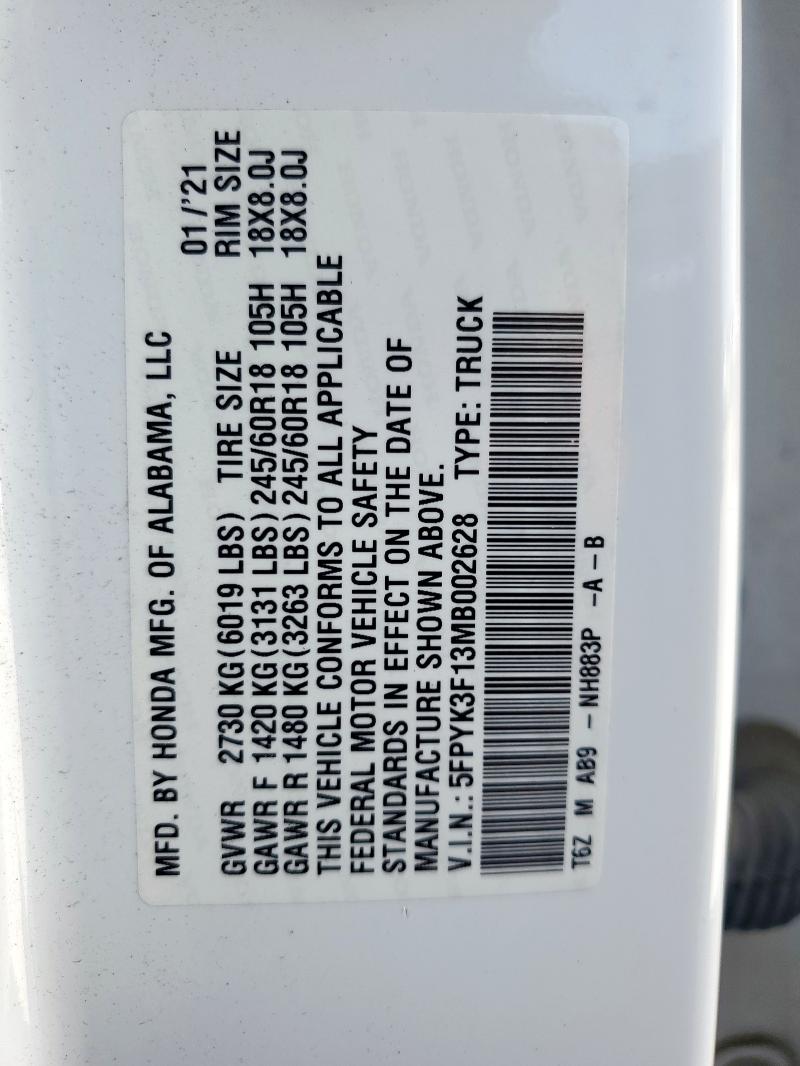 MFD. BY HONDA MFG. OF ALABAMA, LLC
01/'21
GVWR 2730 KG(6019 LBS) TIRE SIZE RIM SIZE
GAWR F 1420 KG(3131 LBS)245/60R18 105H 18X8.0J
GAWR R 1480 KG(3263 LBS)245/60R18 105H 18X8.0J
THIS VEHICLE CONFORMS TO ALL APPLICABLE
FEDERAL MOTOR VEHICLE SAFETY
STANDARDS IN EFFECT ON THE DATE OF
MANUFACTURE SHOWN ABOVE.
V.I.N.: 5FPYK3F13MB002628 TYPE: TRUCK
T6Z M AB9 -NH883P -A-B